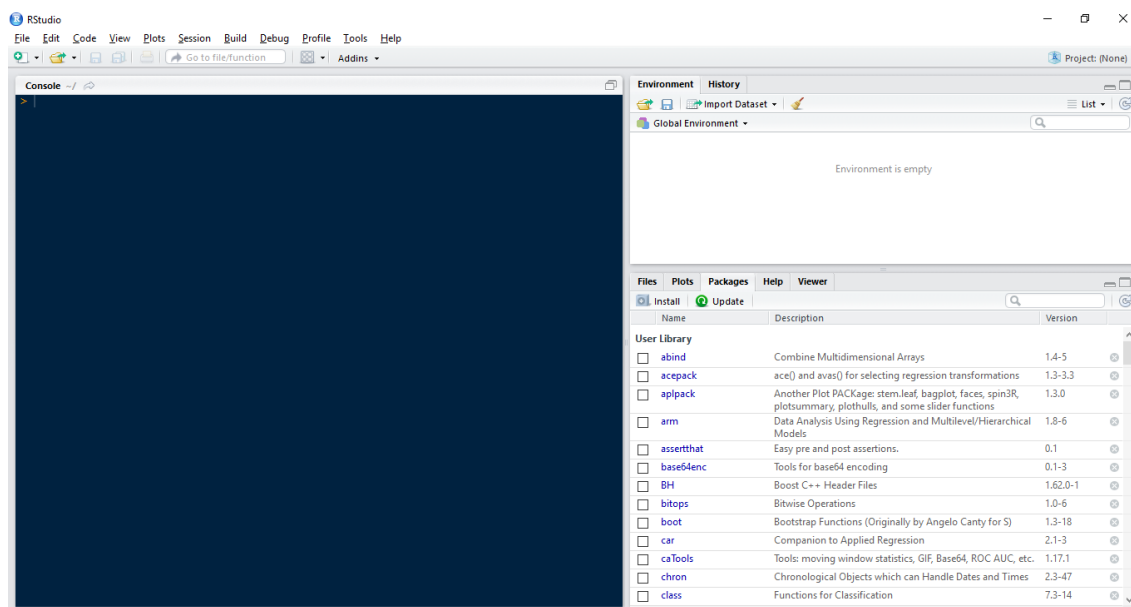 RStudio
File Edit Code View Plots Session Build Debug Profile Tools Help
Go to file/function Addins Project: (None)
Console ~/
>
Environment History
Import Dataset List
Global Environment
Environment is empty
Files Plots Packages Help Viewer
Install Update
Name Description Version
User Library
abind Combine Multidimensional Arrays 1.4-5
acepack ace() and avas() for selecting regression transformations 1.3-3.3
aplpack Another Plot PACKage: stem.leaf, bagplot, faces, spin3R, 1.3.0
plotsummary, plothulls, and some slider functions
arm Data Analysis Using Regression and Multilevel/Hierarchical 1.8-6
Models
assertthat Easy pre and post assertions. 0.1
base64enc Tools for base64 encoding 0.1-3
BH Boost C++ Header Files 1.62.0-1
bitops Bitwise Operations 1.0-6
boot Bootstrap Functions (Originally by Angelo Canty for S) 1.3-18
car Companion to Applied Regression 2.1-3
caTools Tools: moving window statistics, GIF, Base64, ROC AUC, etc. 1.17.1
chron Chronological Objects which can Handle Dates and Times 2.3-47
class Functions for Classification 7.3-14